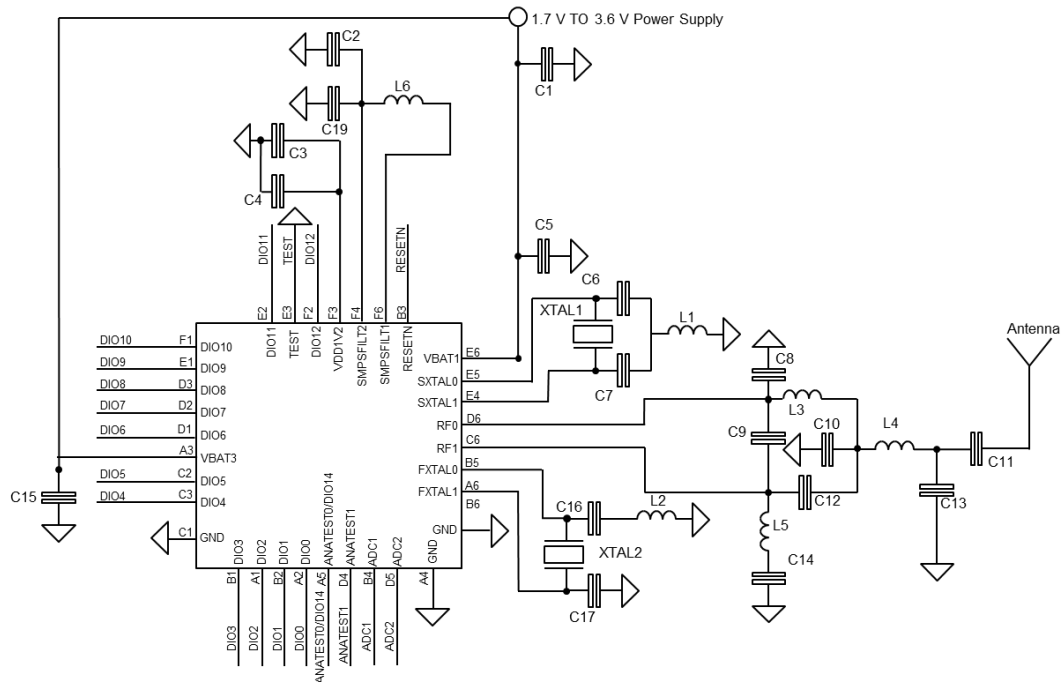 1.7 V TO 3.6 V Power Supply
C2
C1
L6
C19
C3
C4
DIO11
TEST
DIO12
RESETN
C5
C6
E2
E3
F2
F3
F4
F6
B3
XTAL1
L1
Antenna
DIO11
TEST
DIO12
VDD1V2
SMPSFILT2
SMPSFILT1
RESETN
DIO10 F1 DIO10
DIO9 E1 DIO9
DIO8 D3 DIO8
DIO7 D2 DIO7
DIO6 D1 DIO6
A3 VBAT3
DIO5 C2 DIO5
DIO4 C3 DIO4
C1 GND
C15
VBAT1 E6
SXTAL0 E5
SXTAL1 E4
RF0 D6
RF1 C6
FXTAL0 B5
FXTAL1 A6
B6
GND
C7
C8
L3
C9
C10
L4
C11
C12
C13
L5
C14
C16
L2
XTAL2
C17
DIO3
DIO2
DIO1
DIO0
ANATEST0/DIO14
ANATEST1
ADC1
ADC2
GND
B1
A1
B2
A2
A5
D4
B4
D5
A4
DIO3
DIO2
DIO1
DIO0
ANATEST0/DIO14
ANATEST1
ADC1
ADC2